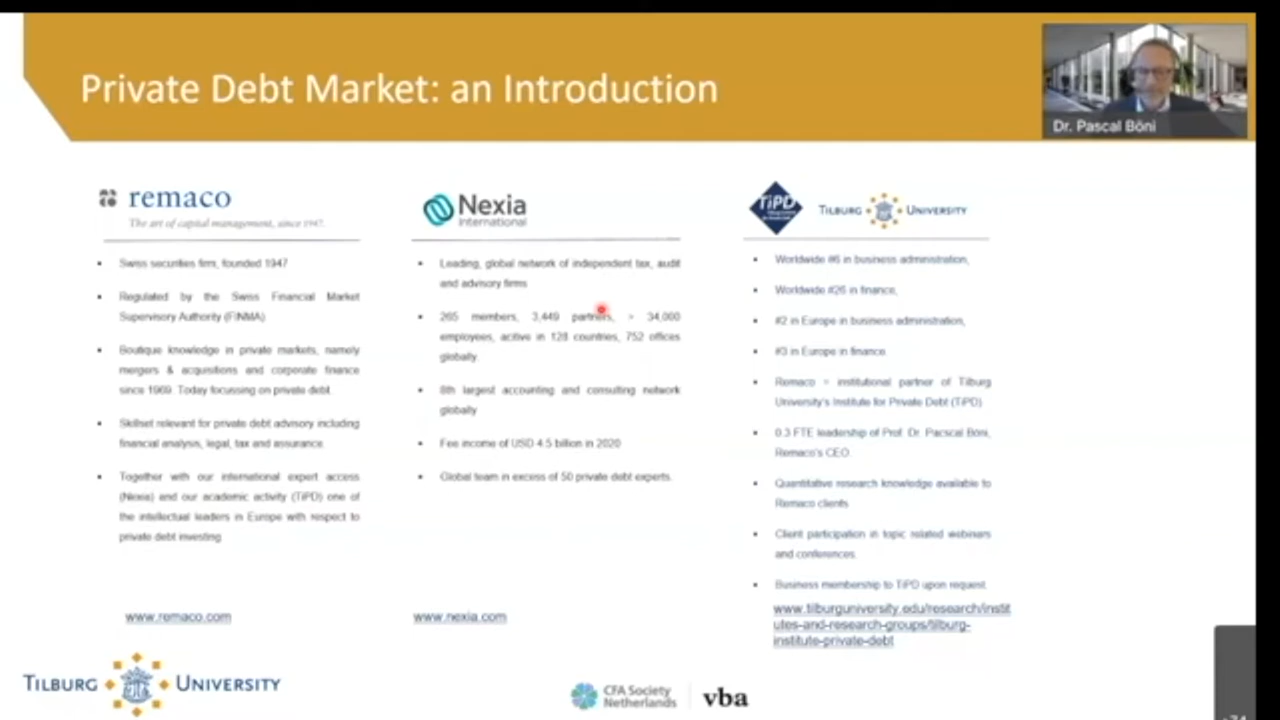 Private Debt Market: an Introduction
Dr. Pascal Böni
remaco
The art of capital management, since 1947.
• Swiss securities firm, founded 1947
• Regulated by the Swiss Financial Market
Supervisory Authority (FINMA)
• Boutique knowledge in private markets, namely
mergers & acquisitions and corporate finance
since 1969. Today focussing on private debt.
• Skillset relevant for private debt advisory including
financial analysis, legal, tax and assurance.
• Together with our international expert access
(Nexia) and our academic activity (TiPD) one of
the intellectual leaders in Europe with respect to
private debt investing
www.remaco.com
Nexia
International
• Leading, global network of independent tax, audit
and advisory firms
• 265 members, 3,449 partners, > 34,000
employees, acitive in 128 countries, 752 offices
globally.
• 8th largest accounting and consulting network
globally
• Fee income of USD 4.5 billion in 2020
• Global team in excess of 50 private debt experts.
www.nexia.com
TiPD
TILBURG UNIVERSITY
• Worldwide #6 in business administration,
• Worldwide #26 in finance,
• #2 in Europe in business administration,
• #3 in Europe in finance
• Remaco = institutional partner of Tilburg
University's Institute for Private Debt (TiPD)
• 0.3 FTE leadership of Prof. Dr. Pacscal Böni,
Remaco's CEO
• Quantitative research knowledge available to
Remaco clients
• Client participation in topic related webinars
and conferences.
• Business membership to TiPD upon request
www.tilburguniversity.edu/research/instit
utes-and-research-groups/tilburg-
institute-private-debt
TILBURG UNIVERSITY
CFA Society
Netherlands
vba